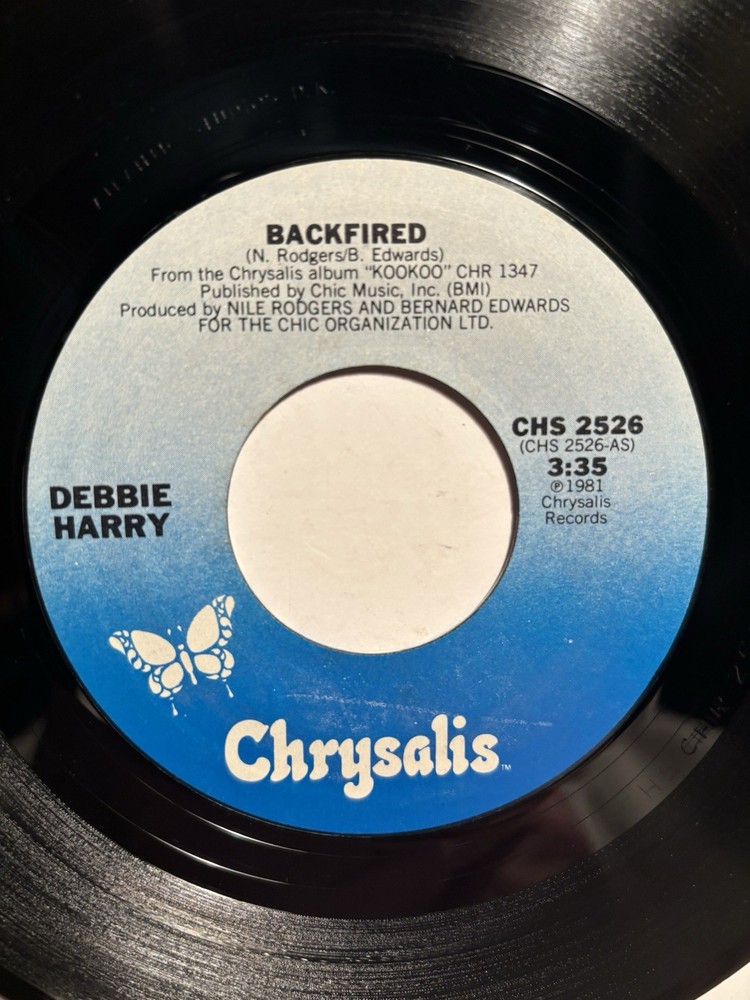 BACKFIRED
(N. Rodgers/B. Edwards)
From the Chrysalis album "KOOKOO" CHR 1347
Published by Chic Music, Inc. (BMI)
Produced by NILE RODGERS AND BERNARD EDWARDS
FOR THE CHIC ORGANIZATION LTD.
CHS 2526
(CHS 2526-AS)
3:35
℗1981
Chrysalis
Records
DEBBIE
HARRY
Chrysalis™